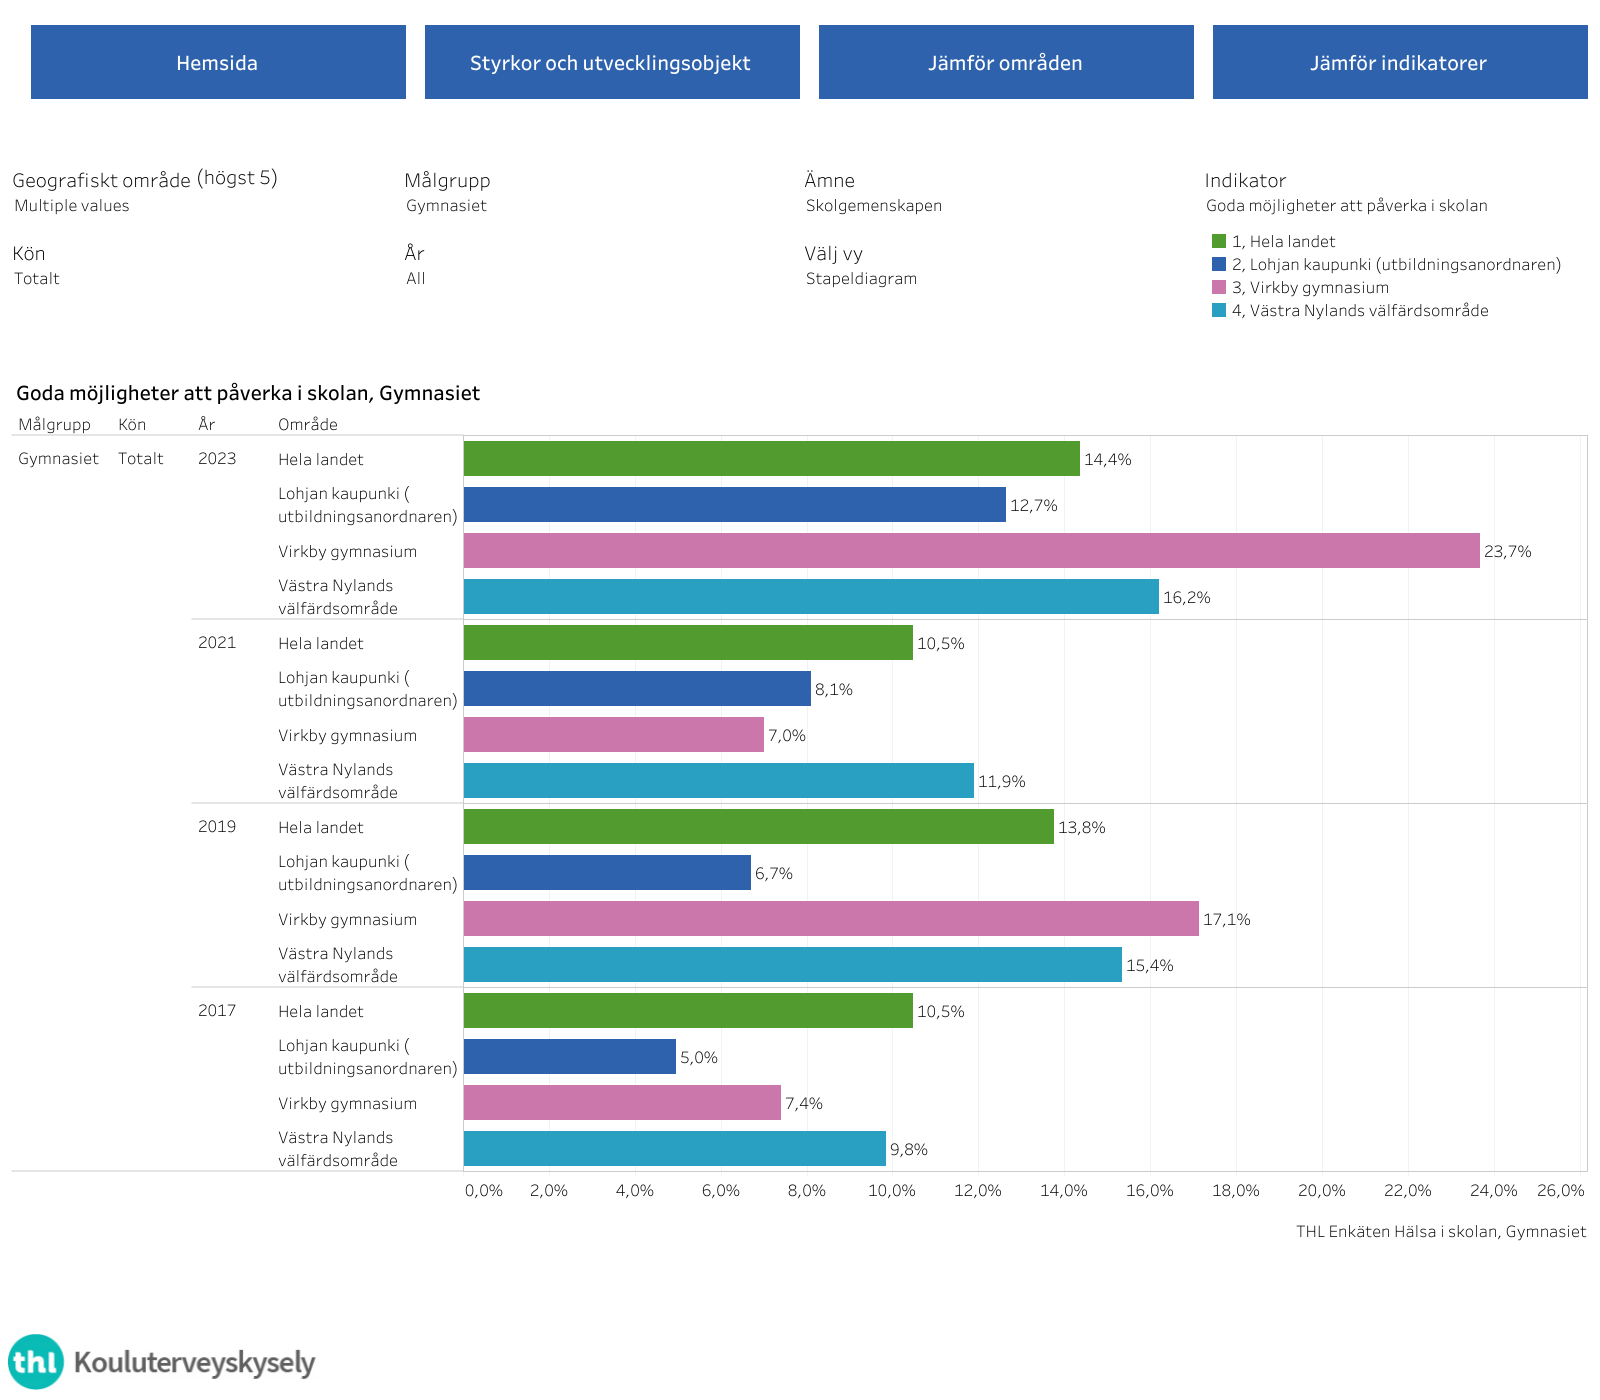 Hemsida
Styrkor och utvecklingsobjekt
Jämför områden
Jämför indikatorer
Geografiskt område (högst 5)
Multiple values
Målgrupp
Gymnasiet
Ämne
Skolgemenskapen
Indikator
Goda möjligheter att påverka i skolan
Kön
Totalt
År
All
Välj vy
Stapeldiagram
1, Hela landet
2, Lohjan kaupunki (utbildningsanordnaren)
3, Virkby gymnasium
4, Västra Nylands välfärdsområde
Goda möjligheter att påverka i skolan, Gymnasiet
Målgrupp Kön År Område
Gymnasiet Totalt 2023 Hela landet 14,4%
Lohjan kaupunki (
utbildningsanordnaren) 12,7%
Virkby gymnasium 23,7%
Västra Nylands
välfärdsområde 16,2%
2021 Hela landet 10,5%
Lohjan kaupunki (
utbildningsanordnaren) 8,1%
Virkby gymnasium 7,0%
Västra Nylands
välfärdsområde 11,9%
2019 Hela landet 13,8%
Lohjan kaupunki (
utbildningsanordnaren) 6,7%
Virkby gymnasium 17,1%
Västra Nylands
välfärdsområde 15,4%
2017 Hela landet 10,5%
Lohjan kaupunki (
utbildningsanordnaren) 5,0%
Virkby gymnasium 7,4%
Västra Nylands
välfärdsområde 9,8%
0,0% 2,0% 4,0% 6,0% 8,0% 10,0% 12,0% 14,0% 16,0% 18,0% 20,0% 22,0% 24,0% 26,0%
THL Enkäten Hälsa i skolan, Gymnasiet
thl Kouluterveyskysely